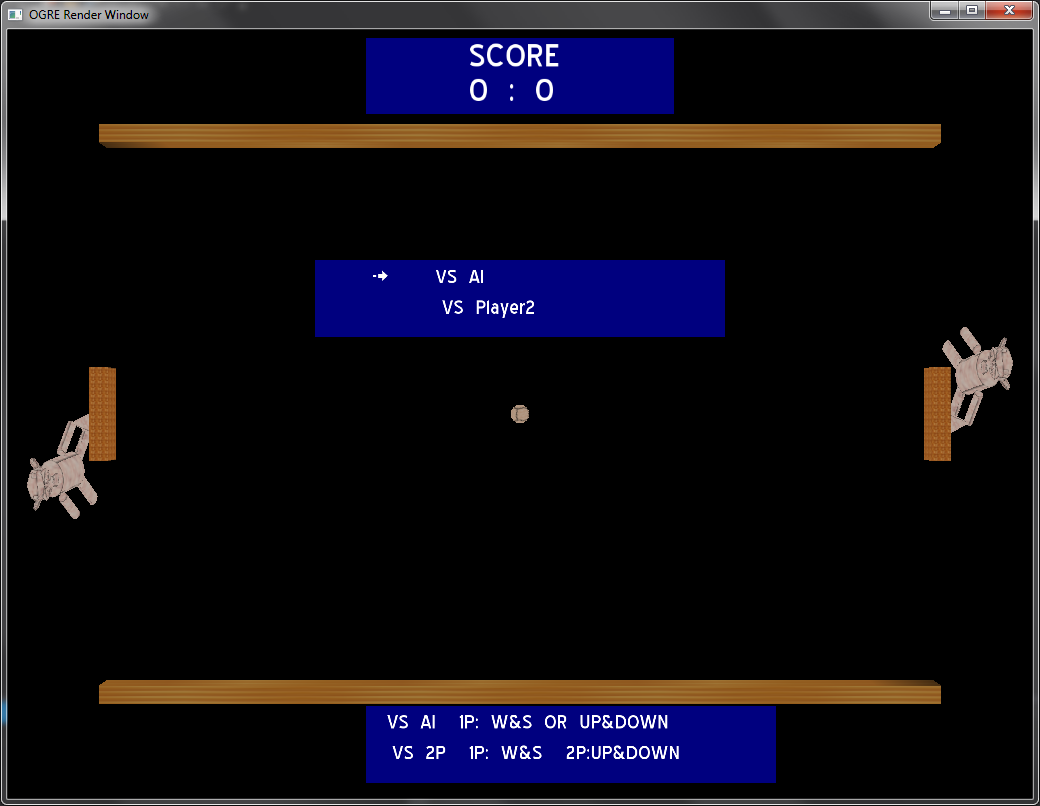 OGRE Render Window
SCORE
0 : 0
VS AI
VS Player2
VS AI 1P: W&S OR UP&DOWN
VS 2P 1P: W&S 2P:UP&DOWN